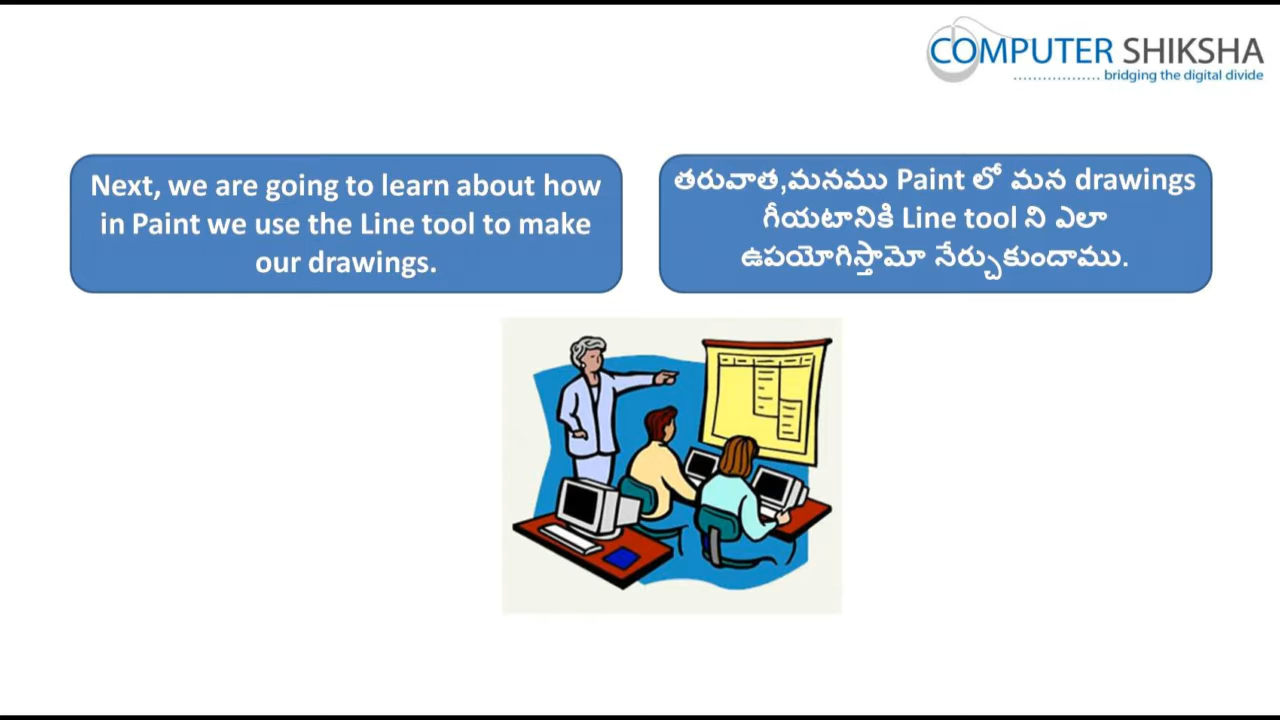 COMPUTER SHIKSHA
bridging the digital divide
Next, we are going to learn about how
in Paint we use the Line tool to make
our drawings.
తరువాత,మనము Paint లో మన drawings
గీయటానికి Line tool ని ఎలా
ఉపయోగిస్తామో నేర్చుకుందాము.